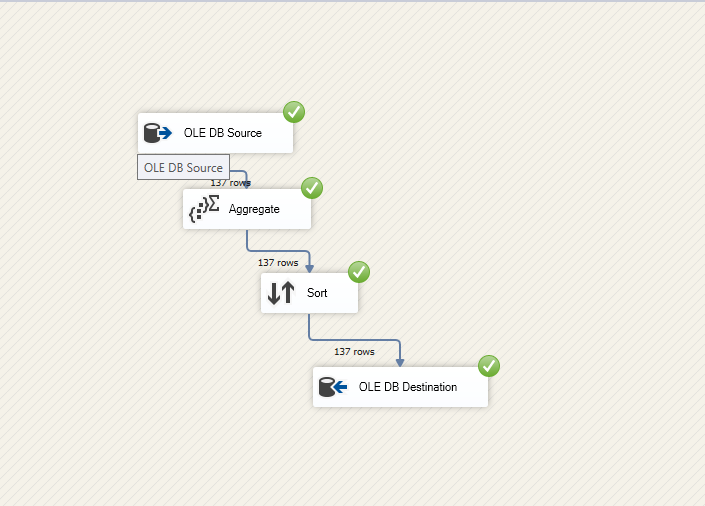 OLE DB Source
OLE DB Source
137 rows
Aggregate
137 rows
Sort
137 rows
OLE DB Destination